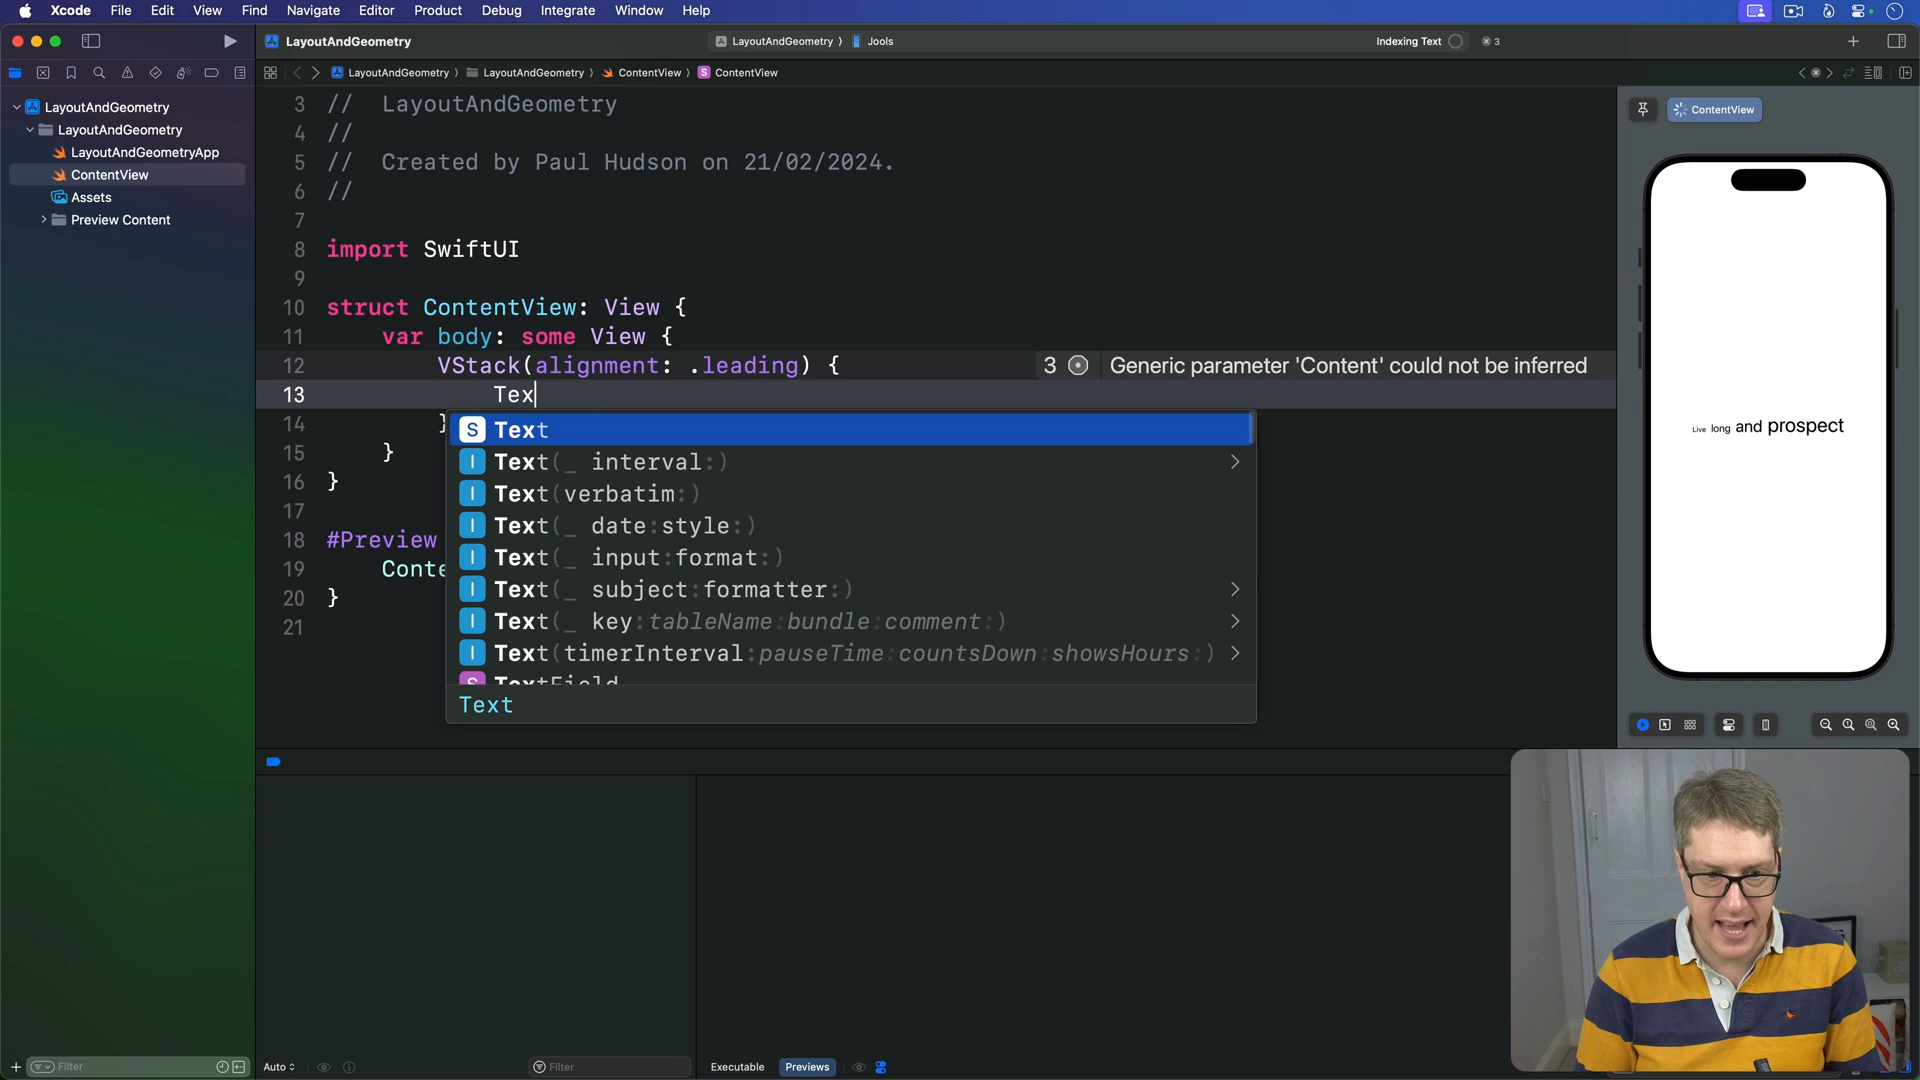 Xcode File Edit View Find Navigate Editor Product Debug Integrate Window Help
LayoutAndGeometry
LayoutAndGeometry 〉 Jools
Indexing Text
3
LayoutAndGeometry 〉 LayoutAndGeometry 〉 ContentView 〉 S ContentView
LayoutAndGeometry
LayoutAndGeometry
LayoutAndGeometryApp
ContentView
Assets
Preview Content
3 // LayoutAndGeometry
4 //
5 // Created by Paul Hudson on 21/02/2024.
6 //
7
8 import SwiftUI
9
10 struct ContentView: View {
11 var body: some View {
12 VStack(alignment: .leading) {
3 Generic parameter 'Content' could not be inferred
13 Tex
14 }
15 }
16 }
17
18 #Preview
19 Conte
20 }
21
S Text
I Text(_ interval:)
I Text(verbatim:)
I Text(_ date:style:)
I Text(_ input:format:)
I Text(_ subject:formatter:)
I Text(_ key:tableName:bundle:comment:)
I Text(timerInterval:pauseTime:countsDown:showsHours:)
S TextField
Text
ContentView
Live long and prospect
Filter
Auto
Filter
Executable Previews